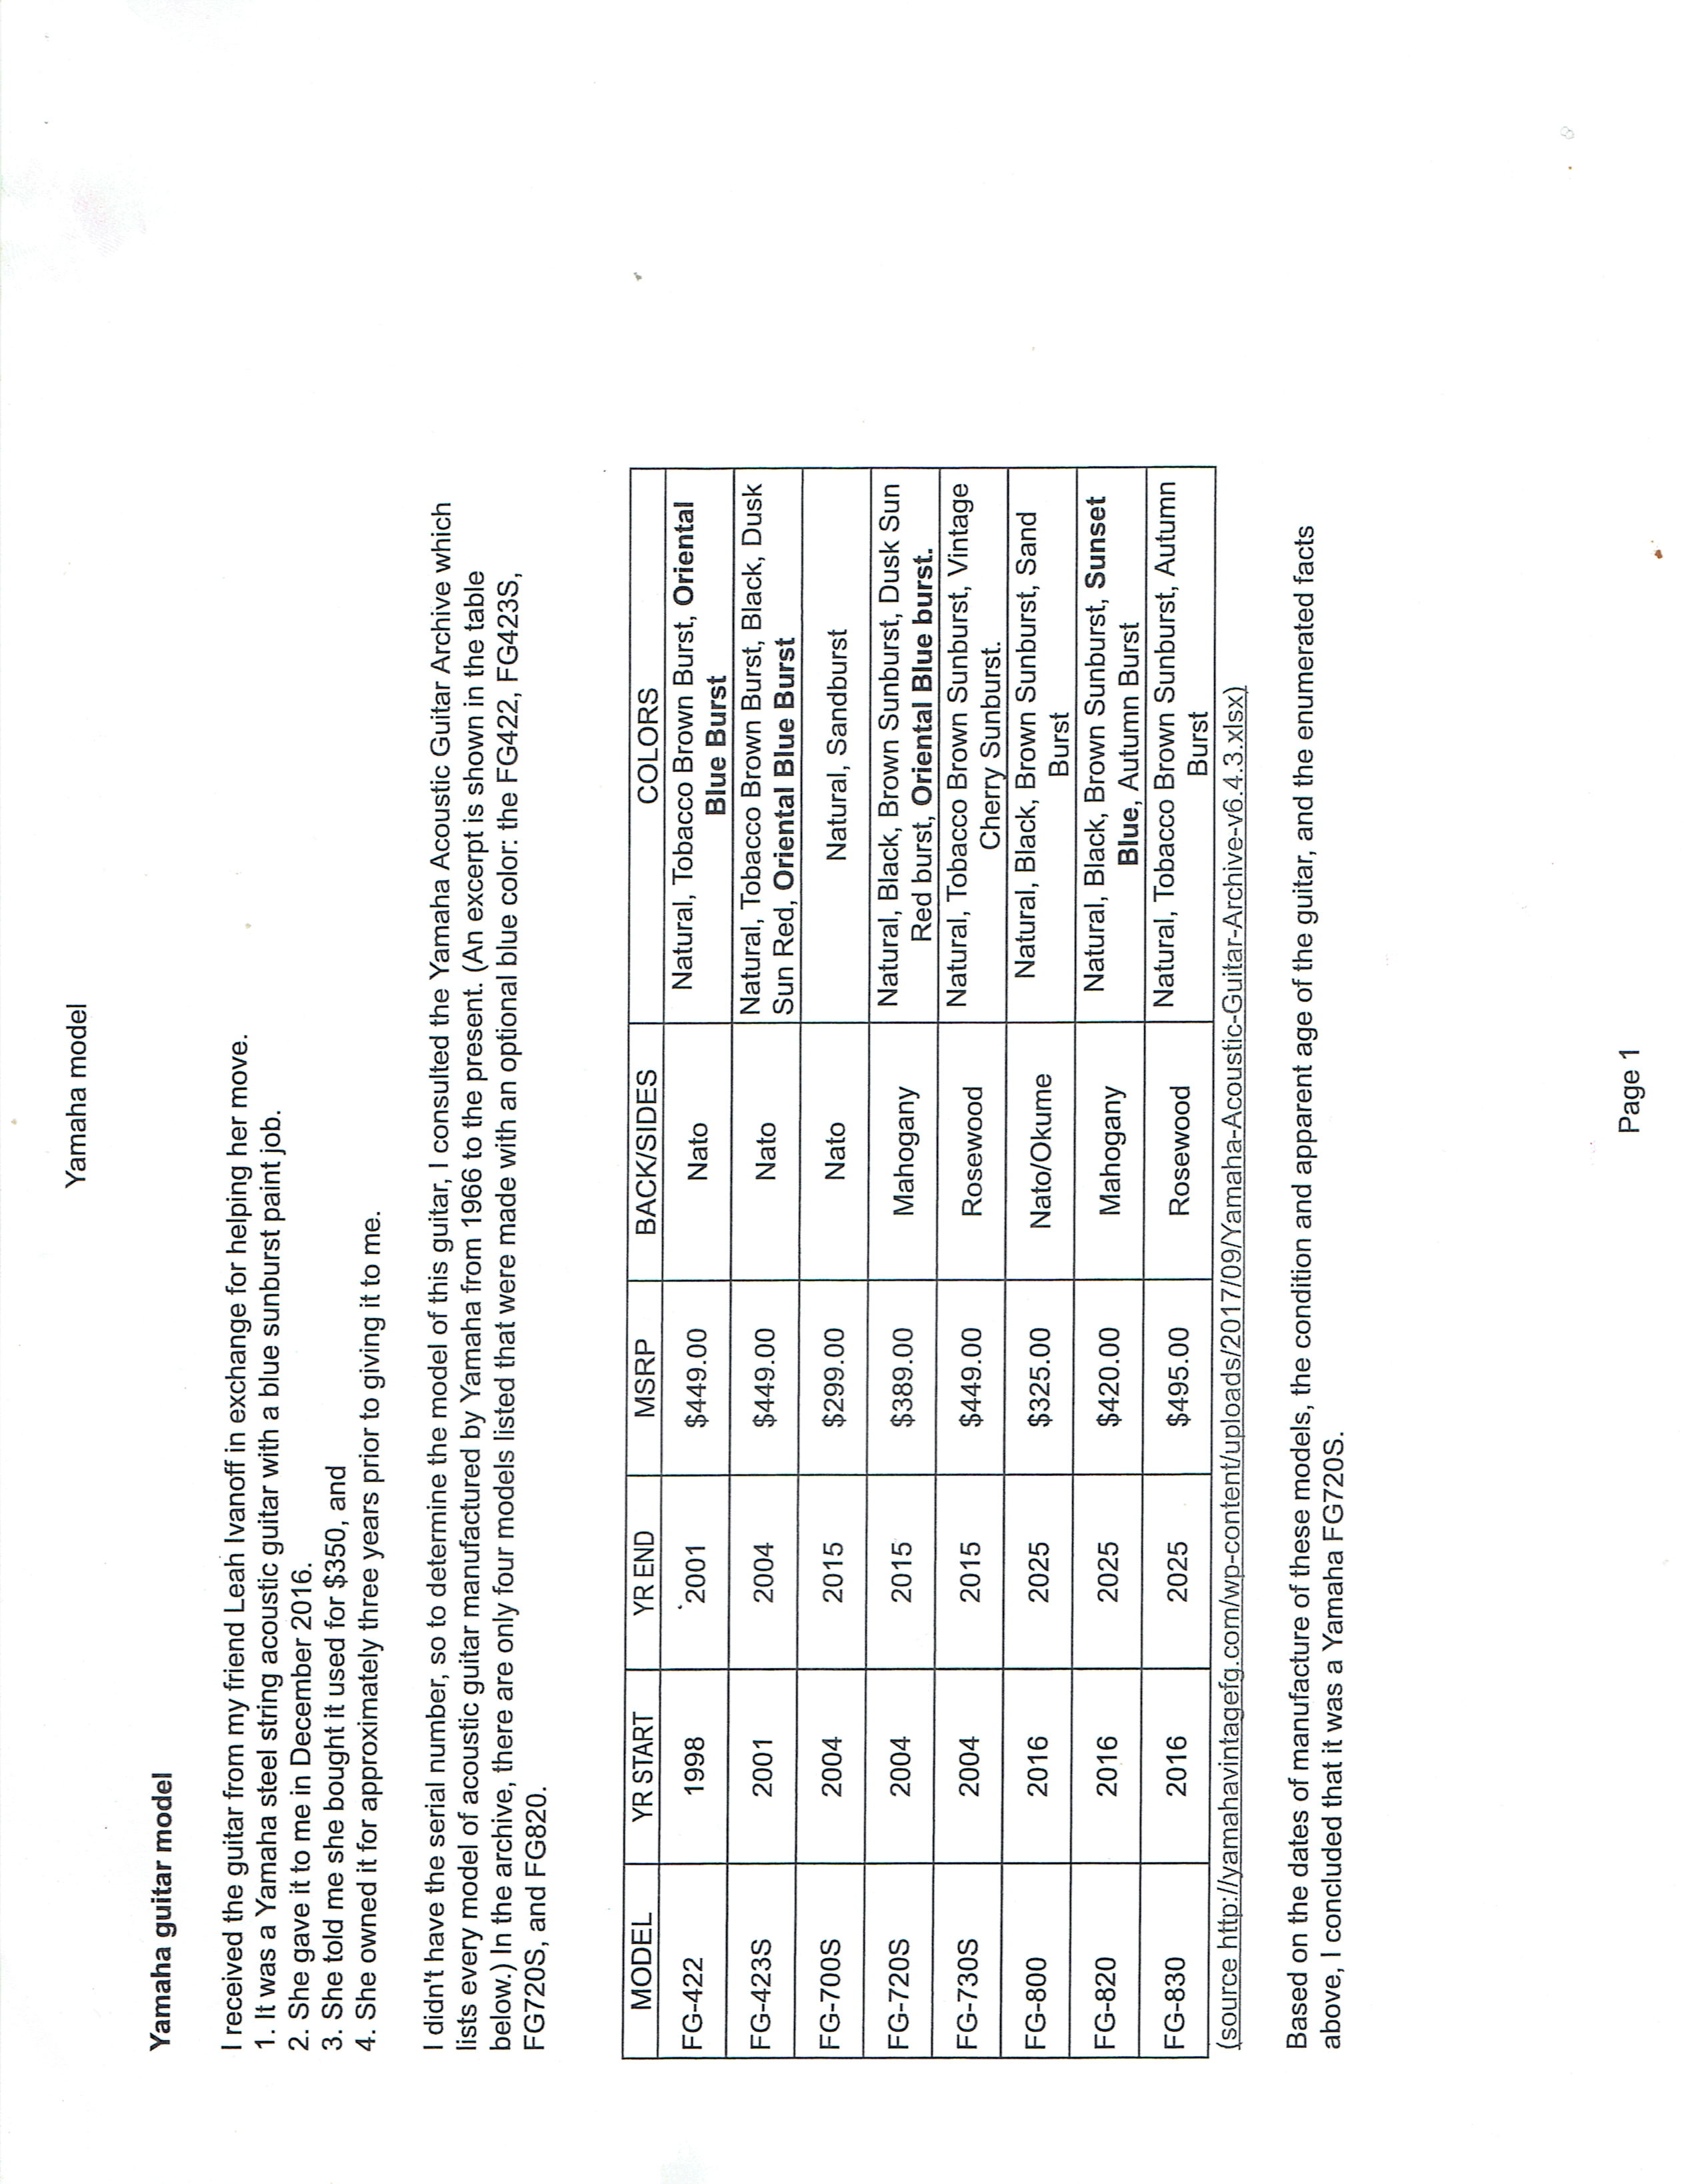 Yamaha model
Yamaha guitar model
I received the guitar from my friend Leah Ivanoff in exchange for helping her move.
1. It was a Yamaha steel string acoustic guitar with a blue sunburst paint job.
2. She gave it to me in December 2016.
3. She told me she bought it used for $350, and
4. She owned it for approximately three years prior to giving it to me.
I didn't have the serial number, so to determine the model of this guitar, I consulted the Yamaha Acoustic Guitar Archive which
lists every model of acoustic guitar manufactured by Yamaha from 1966 to the present. (An excerpt is shown in the table
below.) In the archive, there are only four models listed that were made with an optional blue color: the FG422, FG423S,
FG720S, and FG820.
MODEL YR START YR END MSRP BACK/SIDES COLORS
FG-422 1998 2001 $449.00 Nato Natural, Tobacco Brown Burst, Oriental
Blue Burst
FG-423S 2001 2004 $449.00 Nato Natural, Tobacco Brown Burst, Black, Dusk
Sun Red, Oriental Blue Burst
FG-700S 2004 2015 $299.00 Nato Natural, Sandburst
FG-720S 2004 2015 $389.00 Mahogany Natural, Black, Brown Sunburst, Dusk Sun
Red burst, Oriental Blue burst.
FG-730S 2004 2015 $449.00 Rosewood Natural, Tobacco Brown Sunburst, Vintage
Cherry Sunburst.
FG-800 2016 2025 $325.00 Nato/Okume Natural, Black, Brown Sunburst, Sand
Burst
FG-820 2016 2025 $420.00 Mahogany Natural, Black, Brown Sunburst, Sunset
Blue, Autumn Burst
FG-830 2016 2025 $495.00 Rosewood Natural, Tobacco Brown Sunburst, Autumn
Burst
(source http://yamahavintagefg.com/wp-content/uploads/2017/09/Yamaha-Acoustic-Guitar-Archive-v6.4.3.xlsx)
Based on the dates of manufacture of these models, the condition and apparent age of the guitar, and the enumerated facts
above, I concluded that it was a Yamaha FG720S.
Page 1